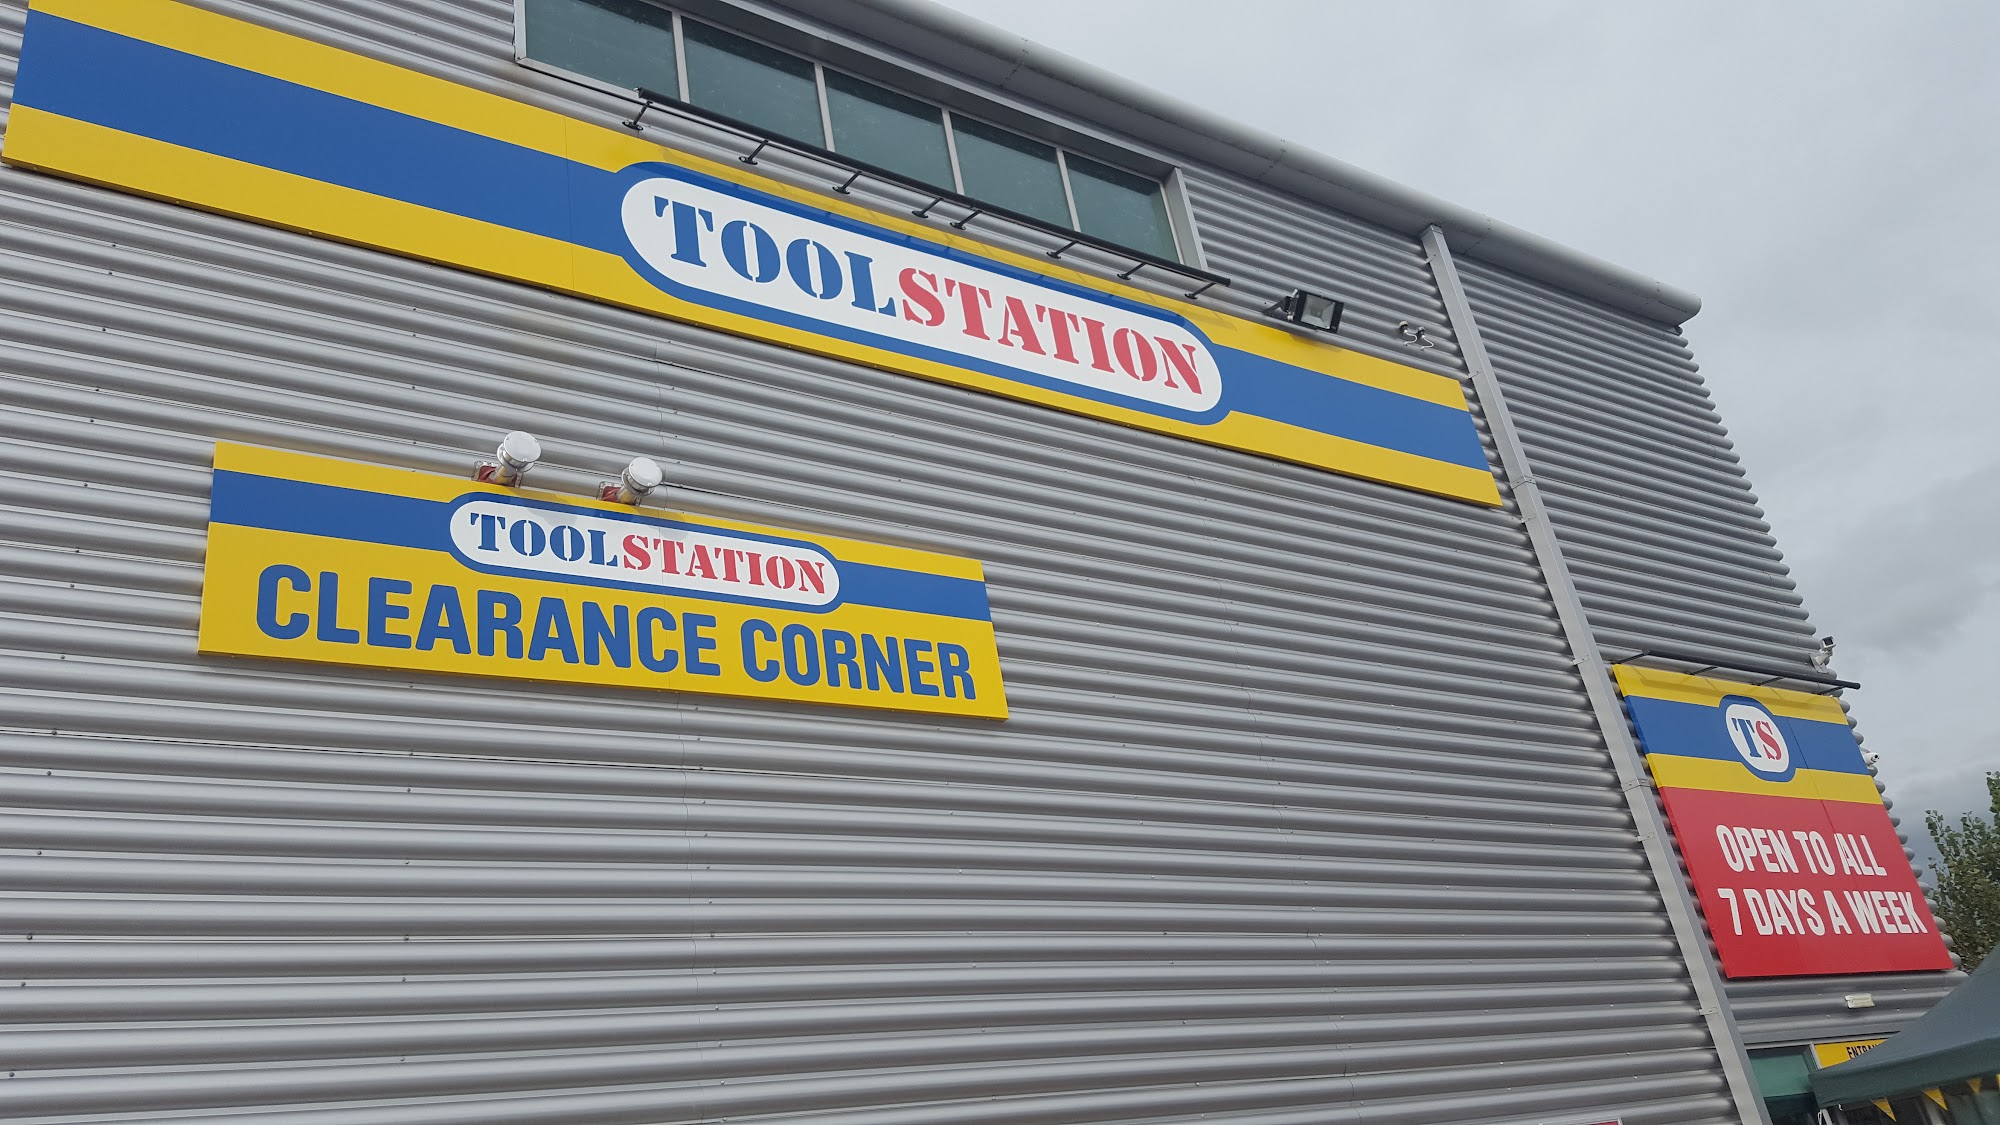 TOOLSTATION
TOOLSTATION
CLEARANCE CORNER
TS
OPEN TO ALL
7 DAYS A WEEK